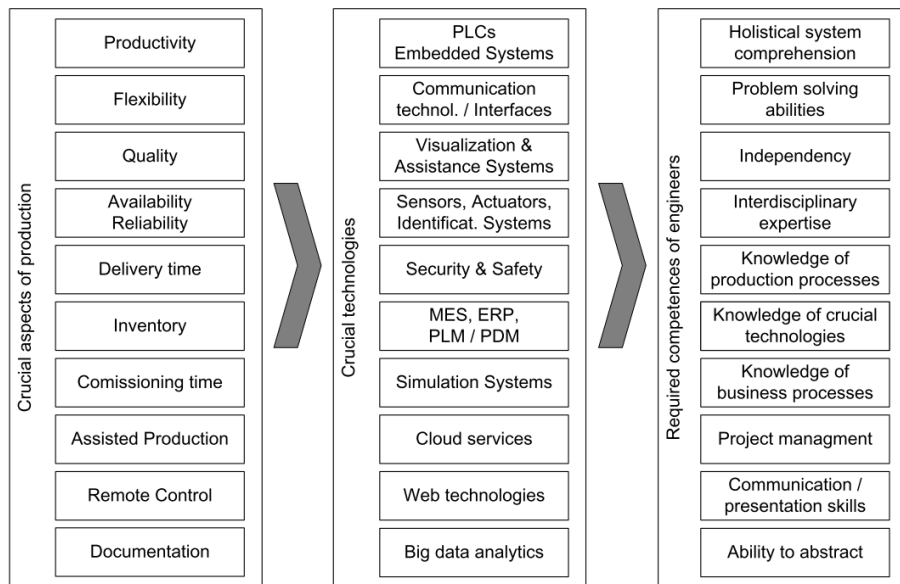 Crucial aspects of production
Productivity
Flexibility
Quality
Availability
Reliability
Delivery time
Inventory
Comissioning time
Assisted Production
Remote Control
Documentation
Crucial technologies
PLCs
Embedded Systems
Communication
technol. / Interfaces
Visualization &
Assistance Systems
Sensors, Actuators,
Identificat. Systems
Security & Safety
MES, ERP,
PLM / PDM
Simulation Systems
Cloud services
Web technologies
Big data analytics
Required competences of engineers
Holistical system
comprehension
Problem solving
abilities
Independency
Interdisciplinary
expertise
Knowledge of
production processes
Knowledge of crucial
technologies
Knowledge of
business processes
Project managment
Communication /
presentation skills
Ability to abstract